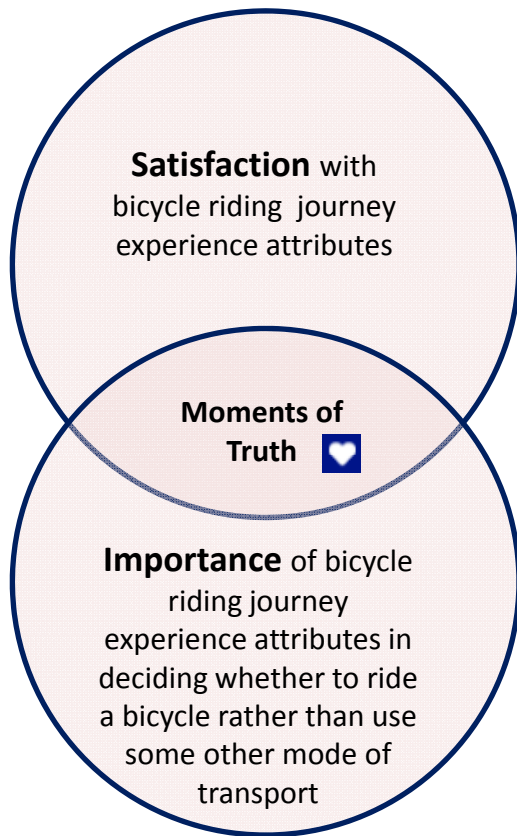 Satisfaction with
bicycle riding journey
experience attributes
Moments of
Truth
Importance of bicycle
riding journey
experience attributes in
deciding whether to ride
a bicycle rather than use
some other mode of
transport